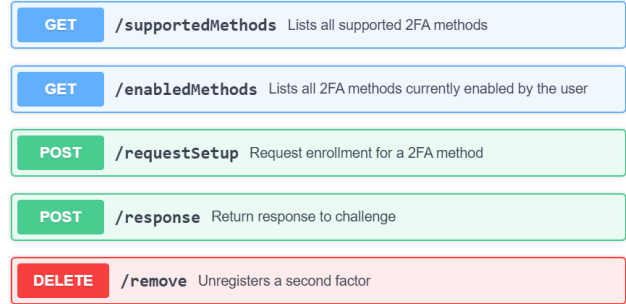 GET /supportedMethods Lists all supported 2FA methods
GET /enabledMethods Lists all 2FA methods currently enabled by the user
POST /requestSetup Request enrollment for a 2FA method
POST /response Return response to challenge
DELETE /remove Unregisters a second factor